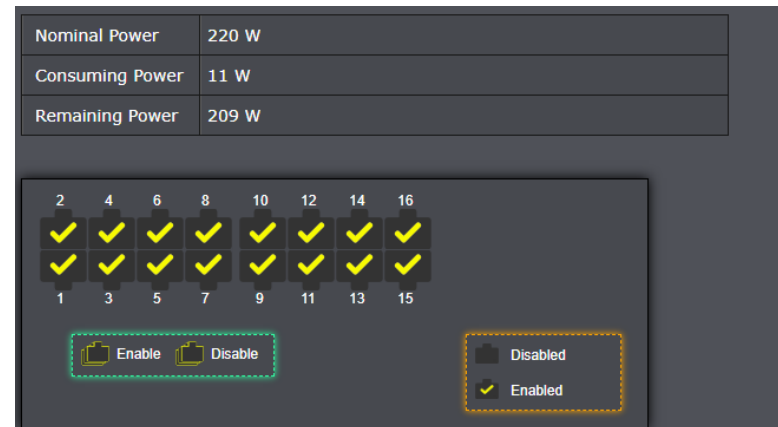 Nominal Power 220 W
Consuming Power 11 W
Remaining Power 209 W
2 4 6 8 10 12 14 16
1 3 5 7 9 11 13 15
Enable Disable
Disabled
Enabled